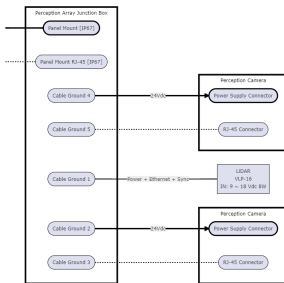 Perception Array Junction Box
Panel Mount [IP67]
Panel Mount RJ-45 [IP67]
Perception Camera
Cable Ground 4
24Vdc
Power Supply Connector
Cable Ground 5
RJ-45 Connector
Cable Ground 1
Power + Ethernet + Sync
LIDAR
VLP-16
IN: 9 ~ 18 Vdc 8W
Perception Camera
Cable Ground 2
24Vdc
Power Supply Connector
Cable Ground 3
RJ-45 Connector